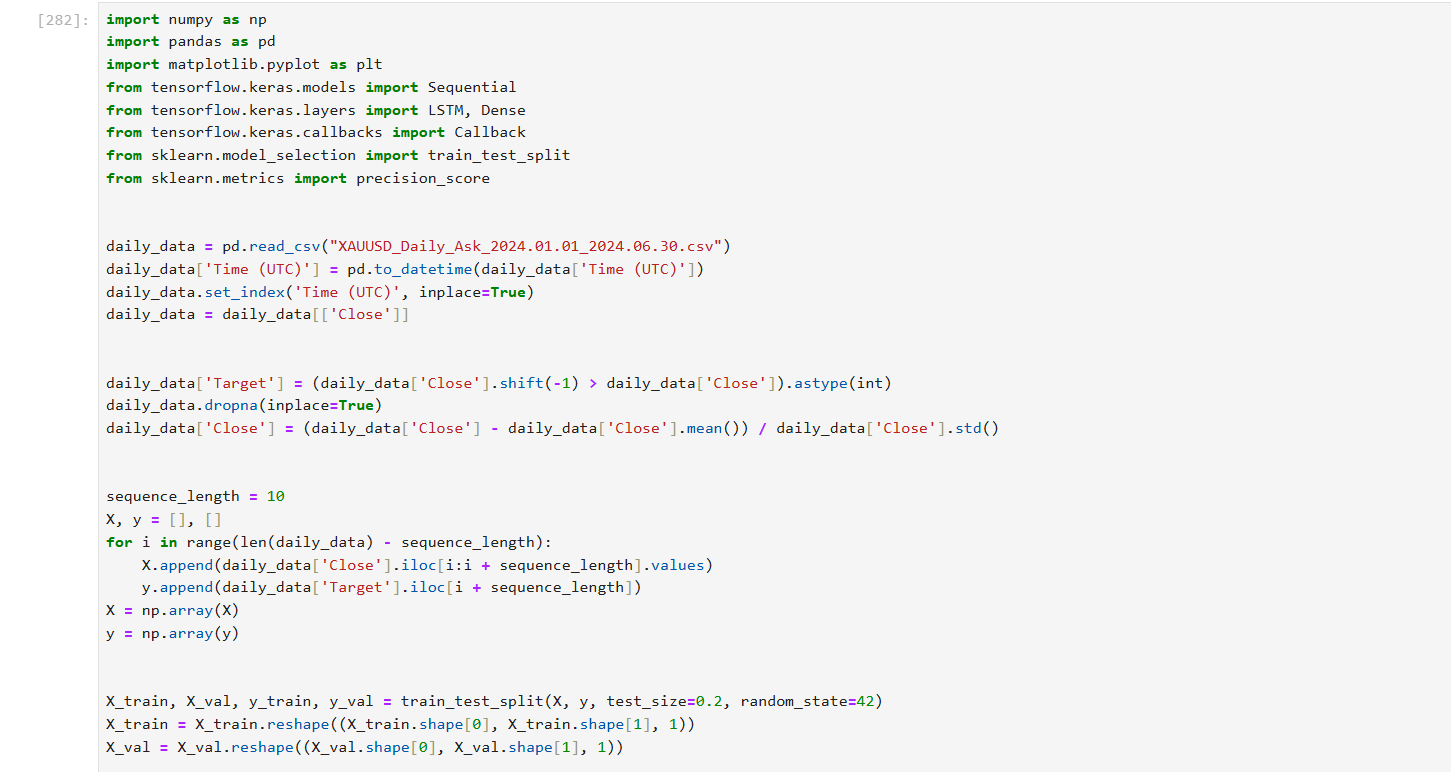 [282]:
import numpy as np
import pandas as pd
import matplotlib.pyplot as plt
from tensorflow.keras.models import Sequential
from tensorflow.keras.layers import LSTM, Dense
from tensorflow.keras.callbacks import Callback
from sklearn.model_selection import train_test_split
from sklearn.metrics import precision_score
daily_data = pd.read_csv("XAUUSD_Daily_Ask_2024.01.01_2024.06.30.csv")
daily_data['Time (UTC)'] = pd.to_datetime(daily_data['Time (UTC)'])
daily_data.set_index('Time (UTC)', inplace=True)
daily_data = daily_data[['Close']]
daily_data['Target'] = (daily_data['Close'].shift(-1) > daily_data['Close']).astype(int)
daily_data.dropna(inplace=True)
daily_data['Close'] = (daily_data['Close'] - daily_data['Close'].mean()) / daily_data['Close'].std()
sequence_length = 10
X, y = [], []
for i in range(len(daily_data) - sequence_length):
    X.append(daily_data['Close'].iloc[i:i + sequence_length].values)
    y.append(daily_data['Target'].iloc[i + sequence_length])
X = np.array(X)
y = np.array(y)
X_train, X_val, y_train, y_val = train_test_split(X, y, test_size=0.2, random_state=42)
X_train = X_train.reshape((X_train.shape[0], X_train.shape[1], 1))
X_val = X_val.reshape((X_val.shape[0], X_val.shape[1], 1))